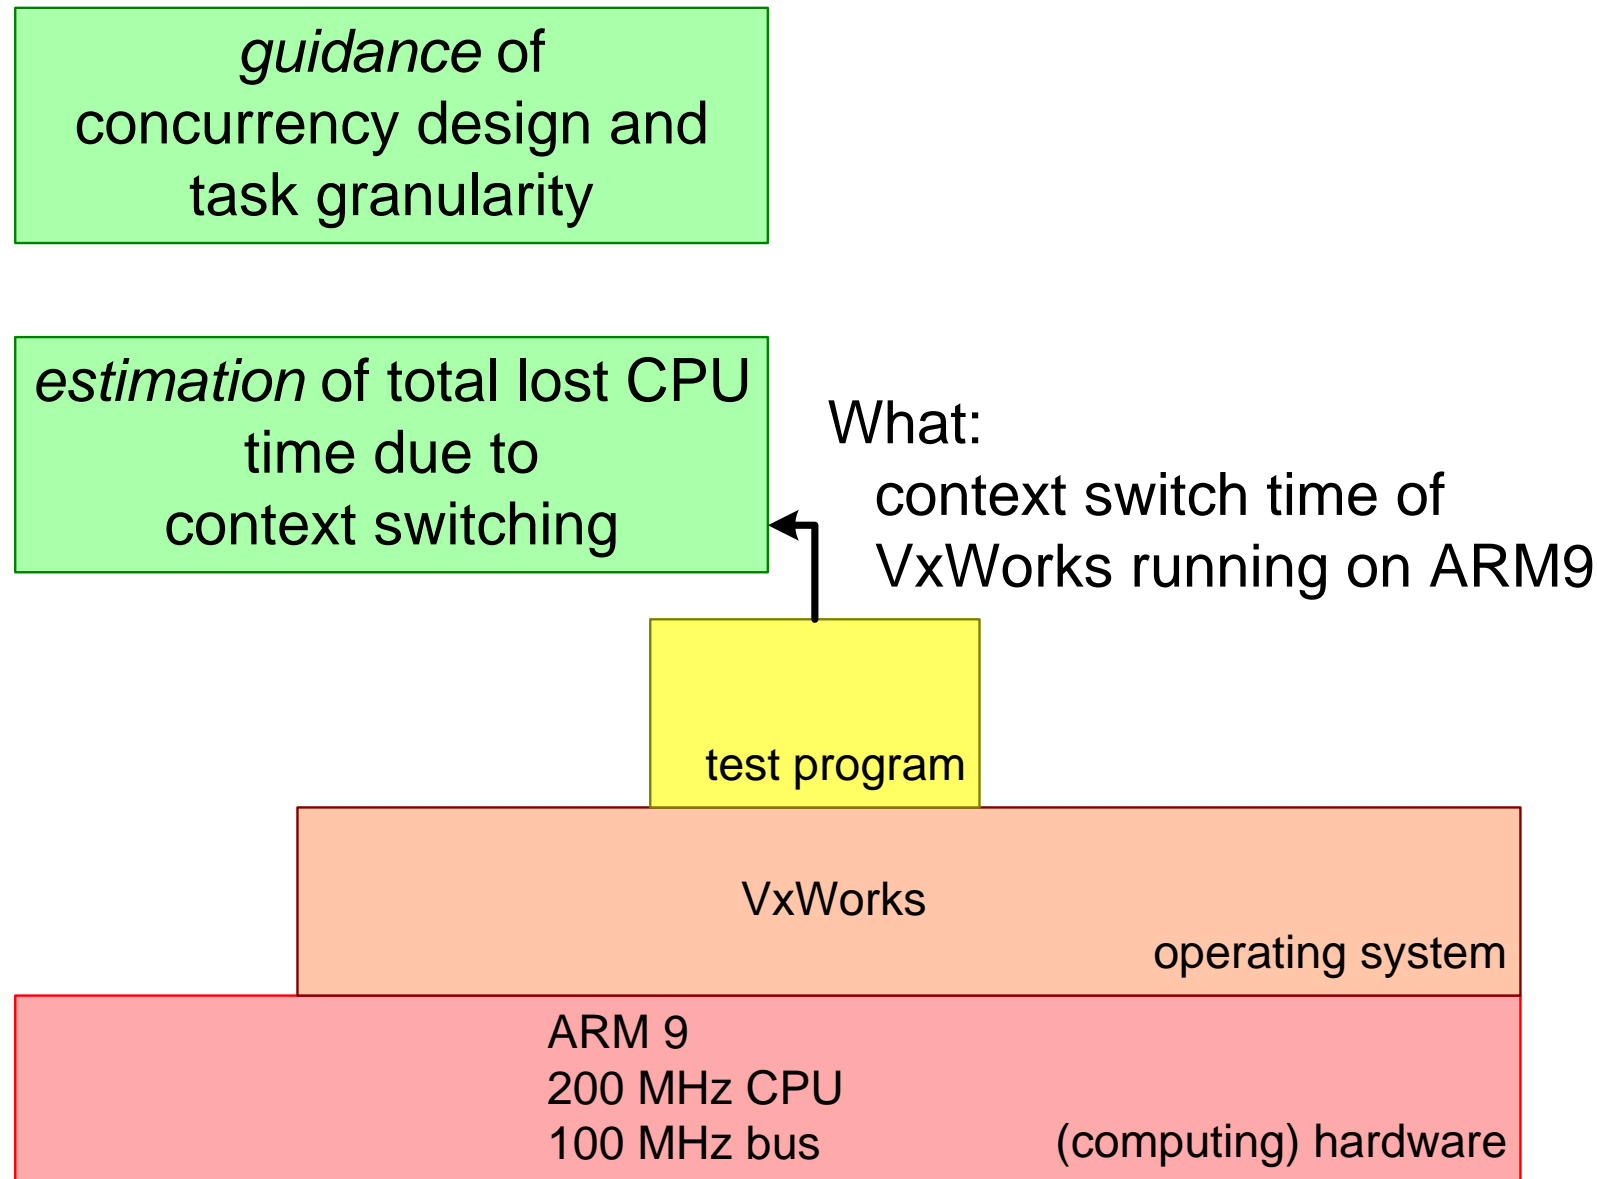 guidance of
concurrency design and
task granularity
estimation of total lost CPU
time due to
context switching
What:
context switch time of
VxWorks running on ARM9
test program
VxWorks
operating system
ARM 9
200 MHz CPU
100 MHz bus
(computing) hardware